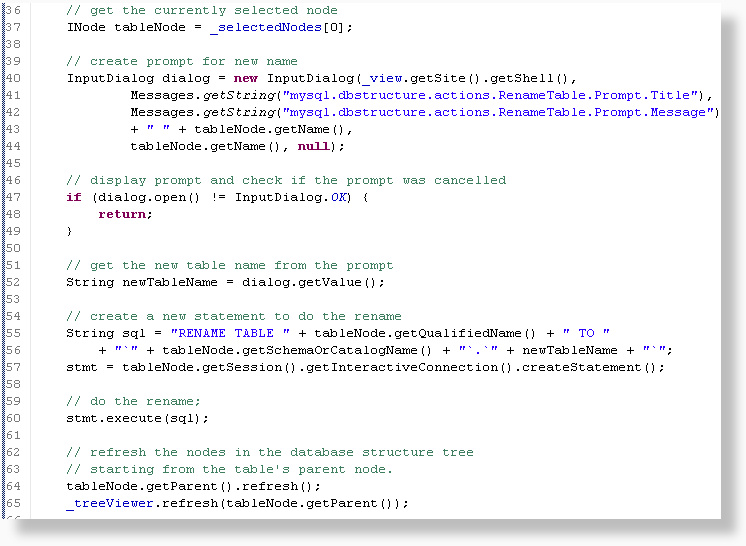 36 // get the currently selected node
37 INode tableNode = _selectedNodes[0];
38
39 // create prompt for new name
40 InputDialog dialog = new InputDialog(_view.getSite().getShell(),
41 Messages.getString("mysql.dbstructure.actions.RenameTable.Prompt.Title"),
42 Messages.getString("mysql.dbstructure.actions.RenameTable.Prompt.Message")
43 + " " + tableNode.getName(),
44 tableNode.getName(), null);
45
46 // display prompt and check if the prompt was cancelled
47 if (dialog.open() != InputDialog.OK) {
48 return;
49 }
50
51 // get the new table name from the prompt
52 String newTableName = dialog.getValue();
53
54 // create a new statement to do the rename
55 String sql = "RENAME TABLE " + tableNode.getQualifiedName() + " TO "
56 + "`" + tableNode.getSchemaOrCatalogName() + "`.`" + newTableName + "`";
57 stmt = tableNode.getSession().getInteractiveConnection().createStatement();
58
59 // do the rename;
60 stmt.execute(sql);
61
62 // refresh the nodes in the database structure tree
63 // starting from the table's parent node.
64 tableNode.getParent().refresh();
65 _treeViewer.refresh(tableNode.getParent());